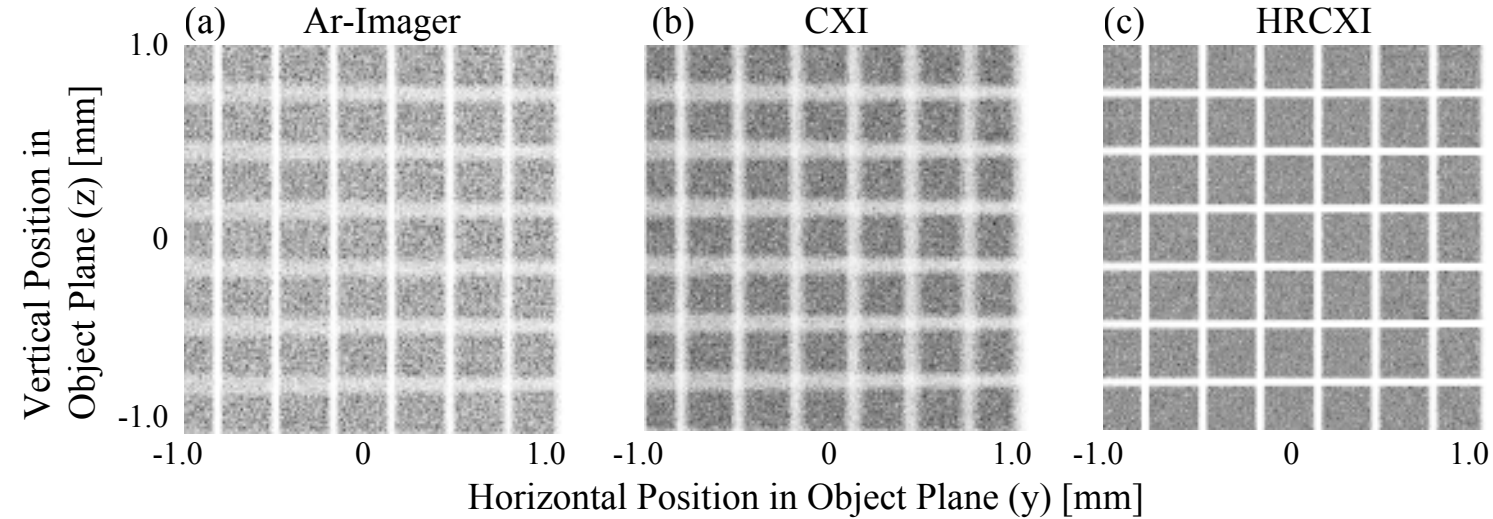 (a) Ar-Imager (b) CXI (c) HRCXI
Vertical Position in
Object Plane (z) [mm]
1.0
0
-1.0
-1.0 0 1.0 -1.0 0 1.0 -1.0 0 1.0
Horizontal Position in Object Plane (y) [mm]